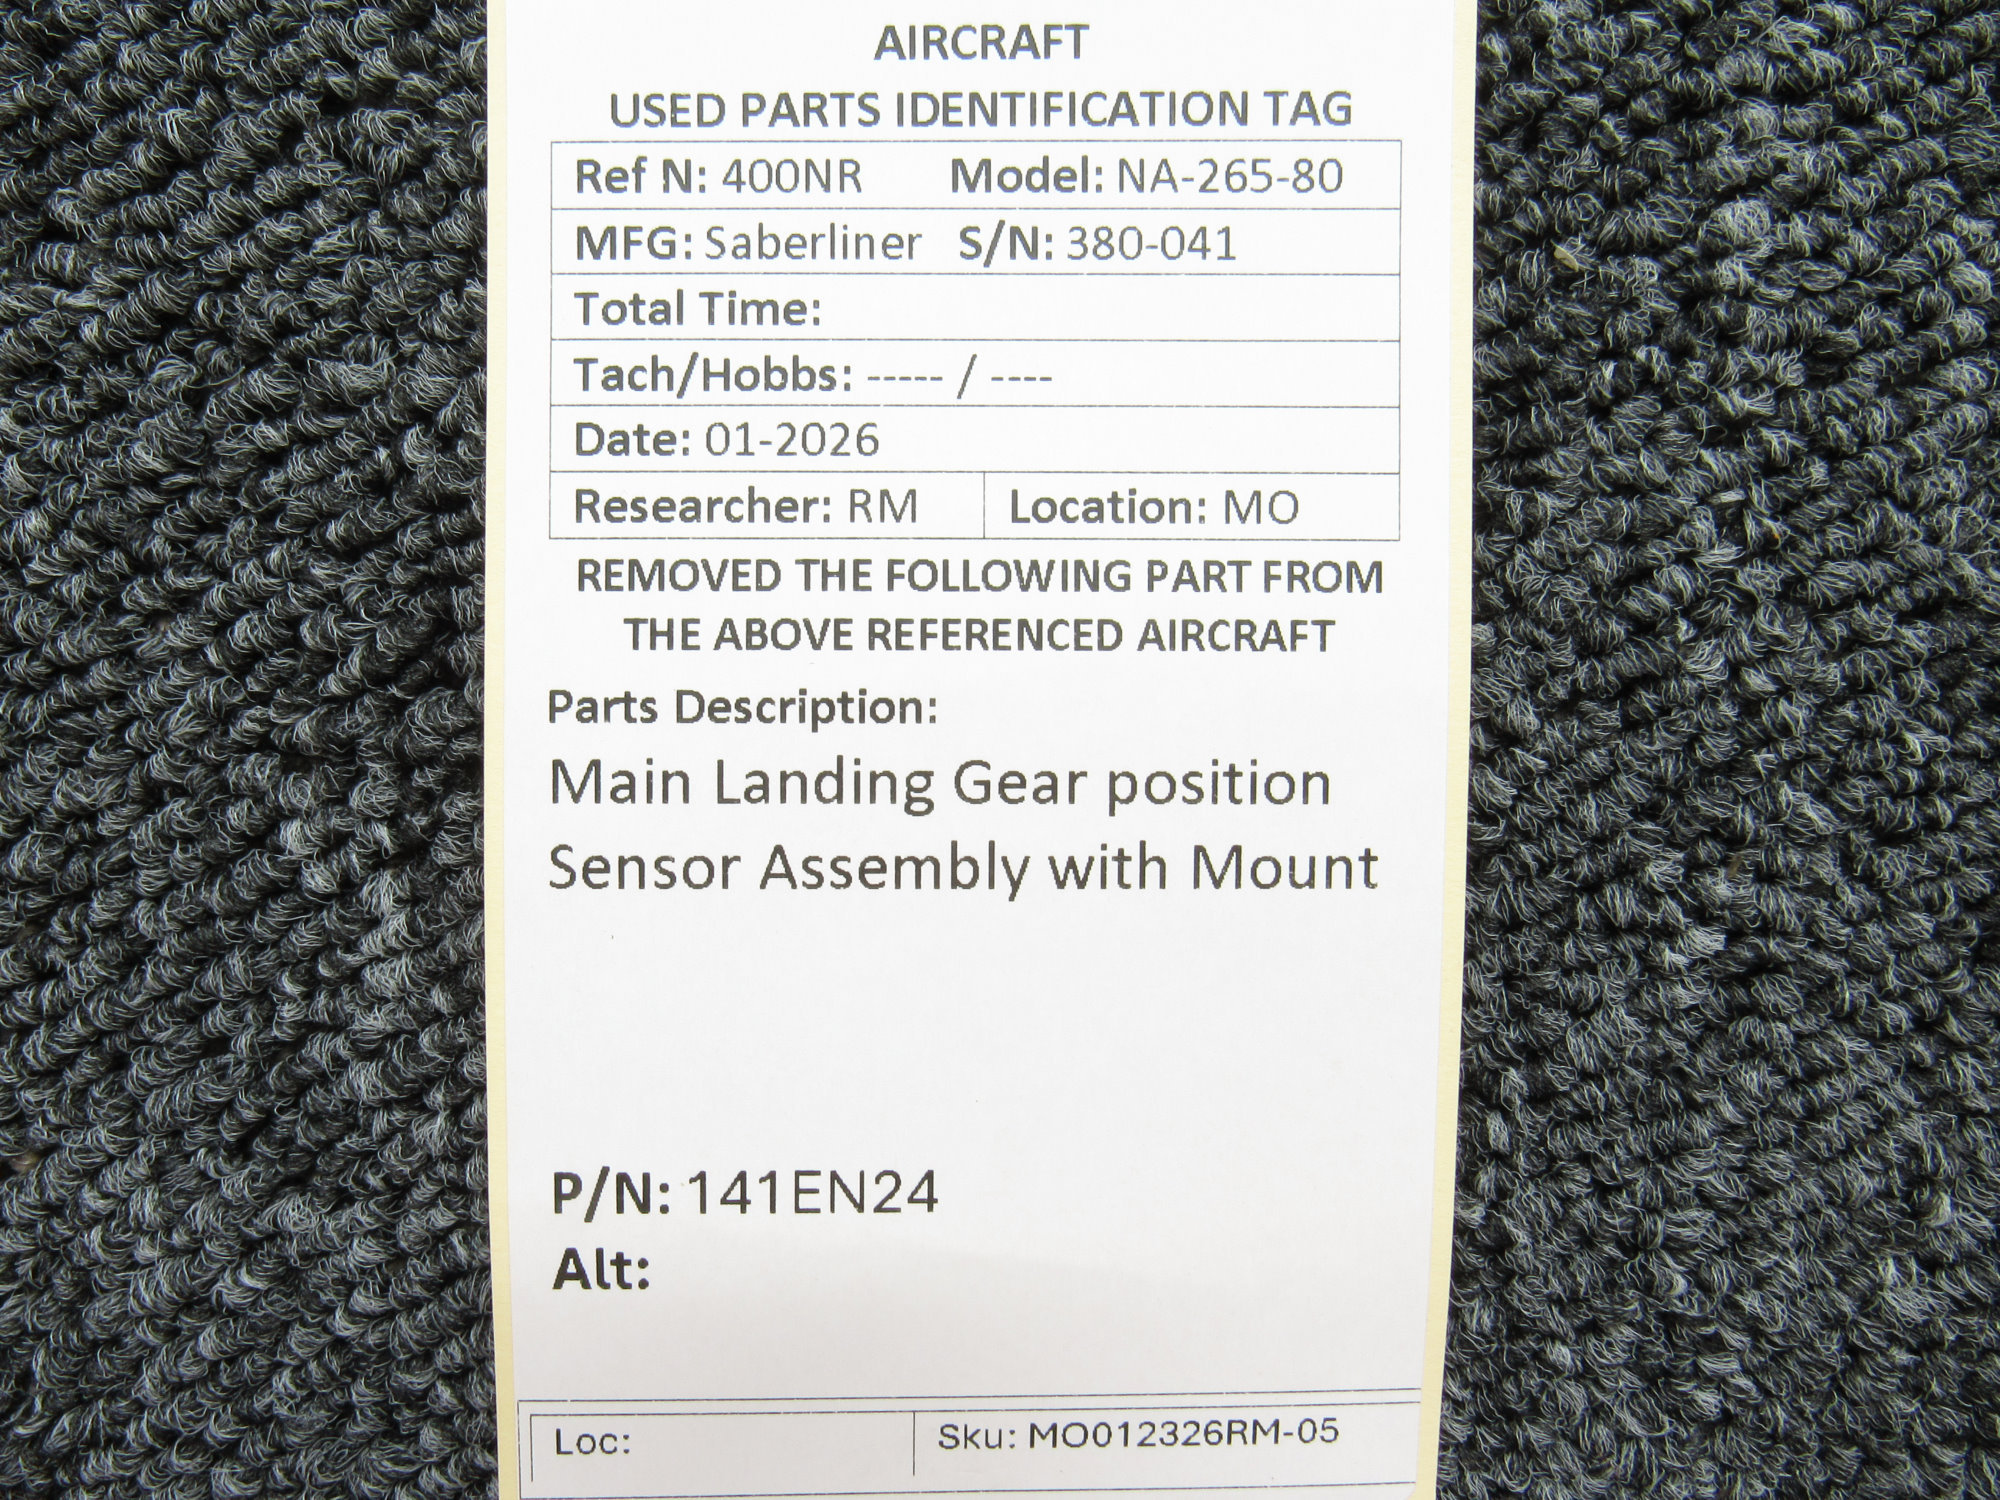 AIRCRAFT
USED PARTS IDENTIFICATION TAG
Ref N: 400NR Model: NA-265-80
MFG: Saberliner S/N: 380-041
Total Time:
Tach/Hobbs: ----- / ----
Date: 01-2026
Researcher: RM Location: MO
REMOVED THE FOLLOWING PART FROM
THE ABOVE REFERENCED AIRCRAFT
Parts Description:
Main Landing Gear position
Sensor Assembly with Mount
P/N: 141EN24
Alt:
Loc: Sku: MO012326RM-05